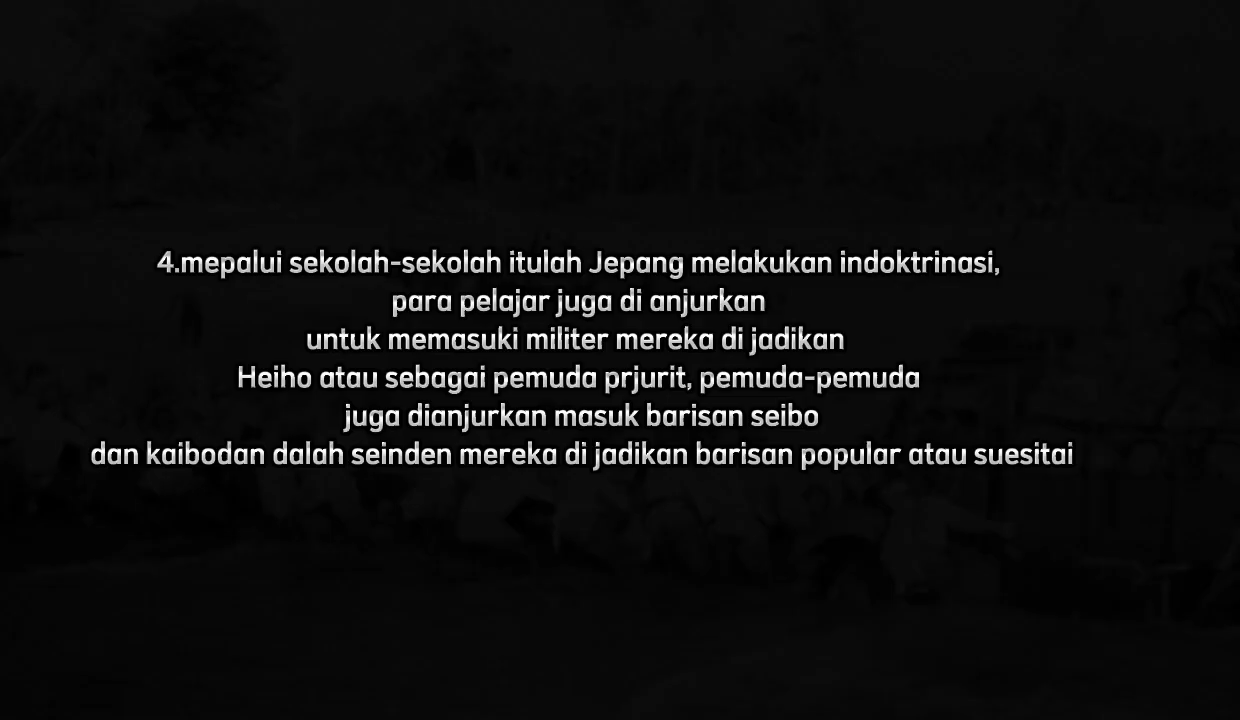 4.mepalui sekolah-sekolah itulah Jepang melakukan indoktrinasi,
para pelajar juga di anjurkan
untuk memasuki militer mereka di jadikan
Heiho atau sebagai pemuda prjurit, pemuda-pemuda
juga dianjurkan masuk barisan seibo
dan kaibodan dalah seinden mereka di jadikan barisan popular atau suesitai